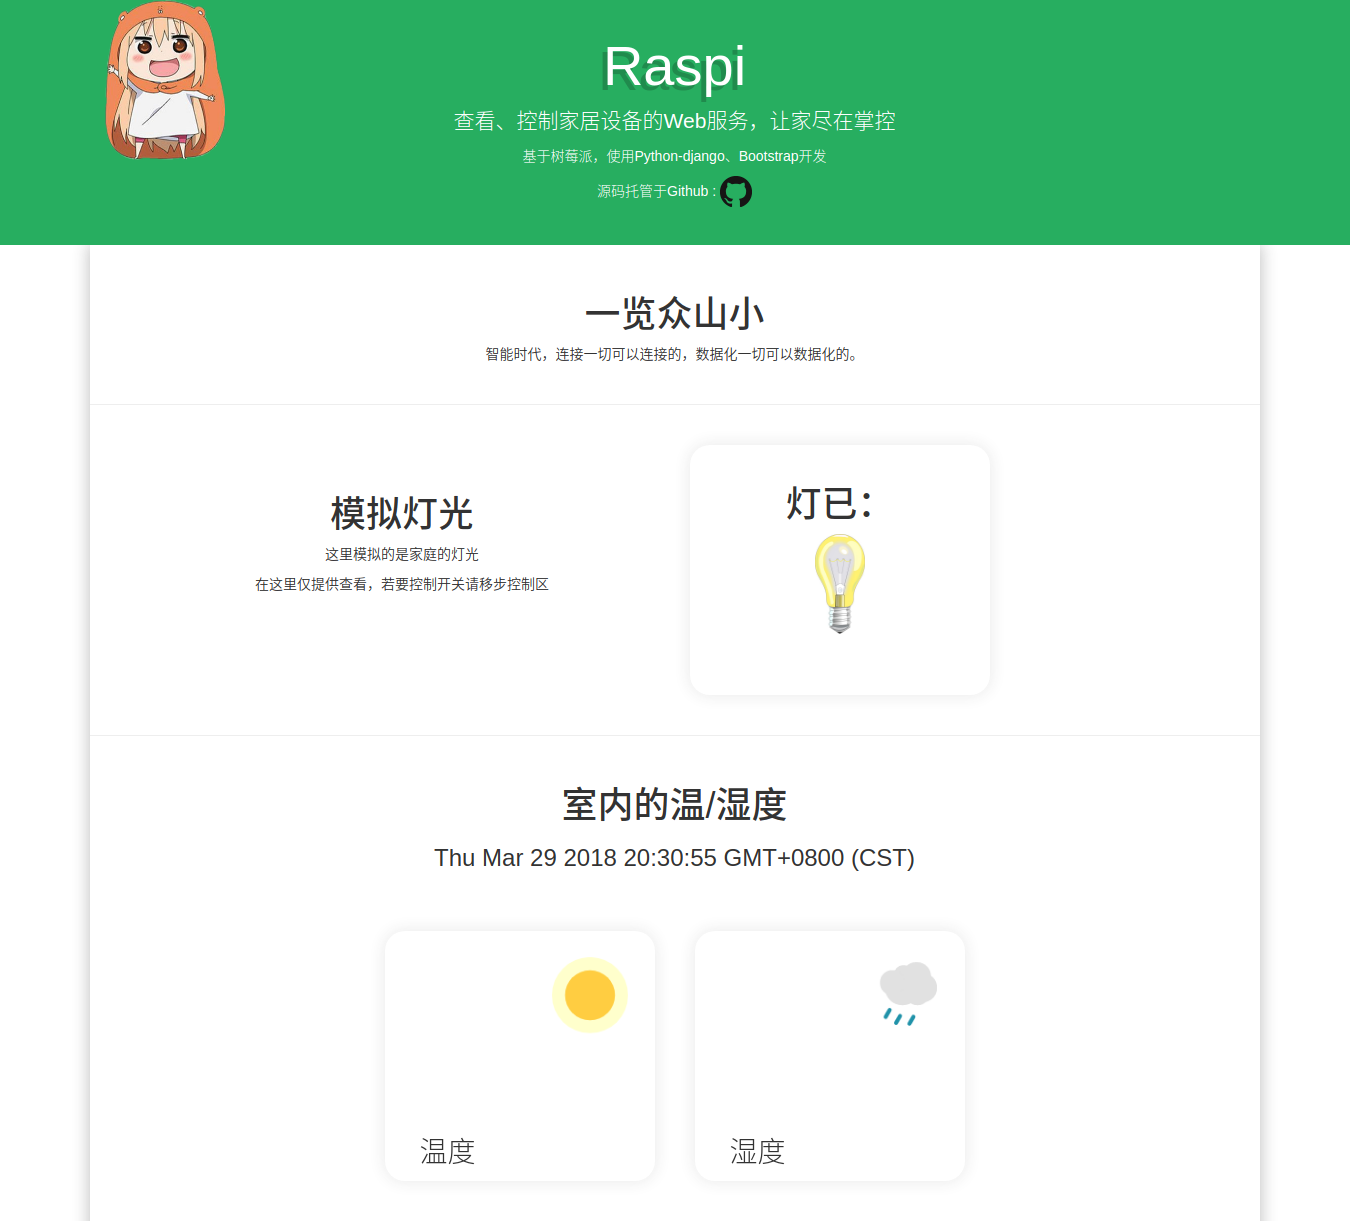 Raspi
查看、控制家居设备的Web服务，让家尽在掌控
基于树莓派，使用Python-django、Bootstrap开发
源码托管于Github :
一览众山小
智能时代，连接一切可以连接的，数据化一切可以数据化的。
模拟灯光
这里模拟的是家庭的灯光
在这里仅提供查看，若要控制开关请移步控制区
灯已：
室内的温/湿度
Thu Mar 29 2018 20:30:55 GMT+0800 (CST)
温度
湿度